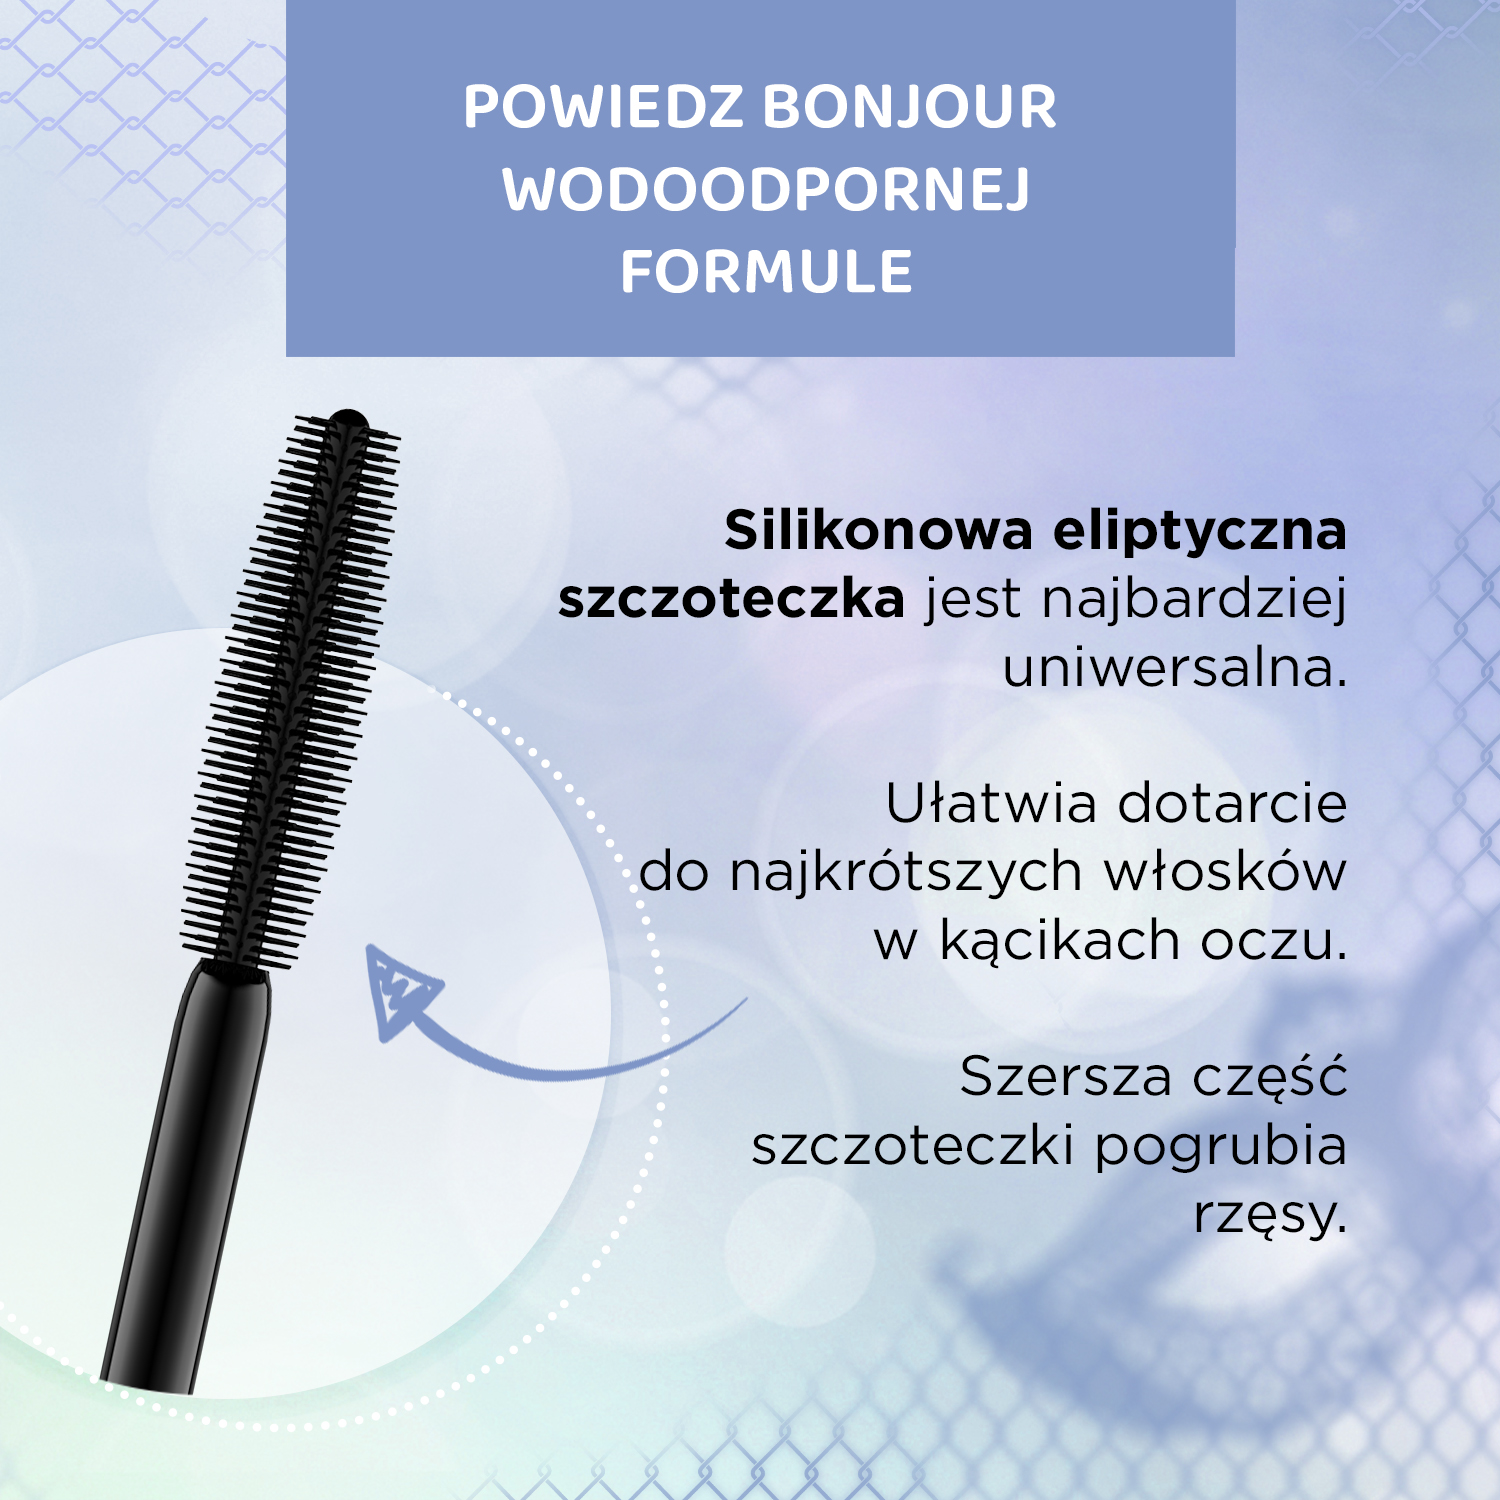 POWIEDZ BONJOUR
WODOODPORNEJ
FORMULE
Silikonowa eliptyczna
szczoteczka jest najbardziej
uniwersalna.
Ułatwia dotarcie
do najkrótszych włosków
w kącikach oczu.
Szersza część
szczoteczki pogrubia
rzęsy.